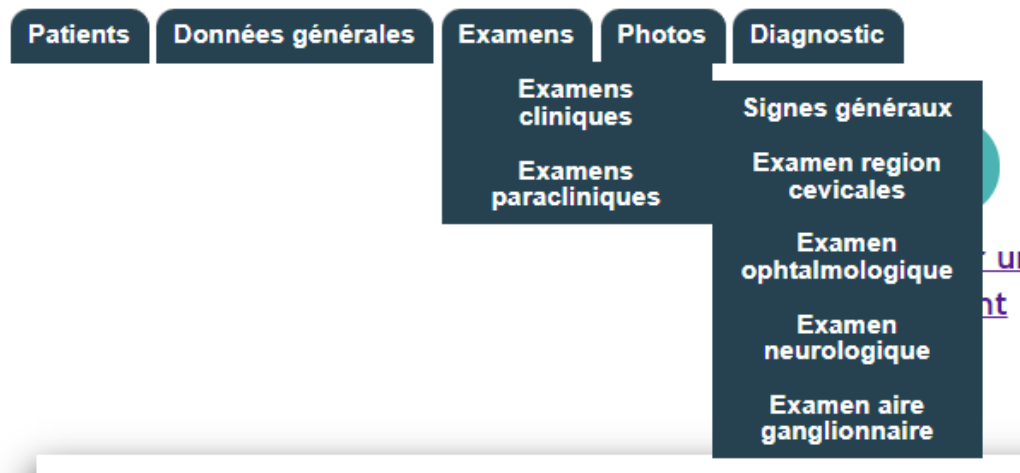 Patients Données générales Examens Photos Diagnostic
Examens
cliniques
Examens
paracliniques
Signes généraux
Examen region
cevicales
Examen
ophtalmologique
Examen
neurologique
Examen aire
ganglionnaire